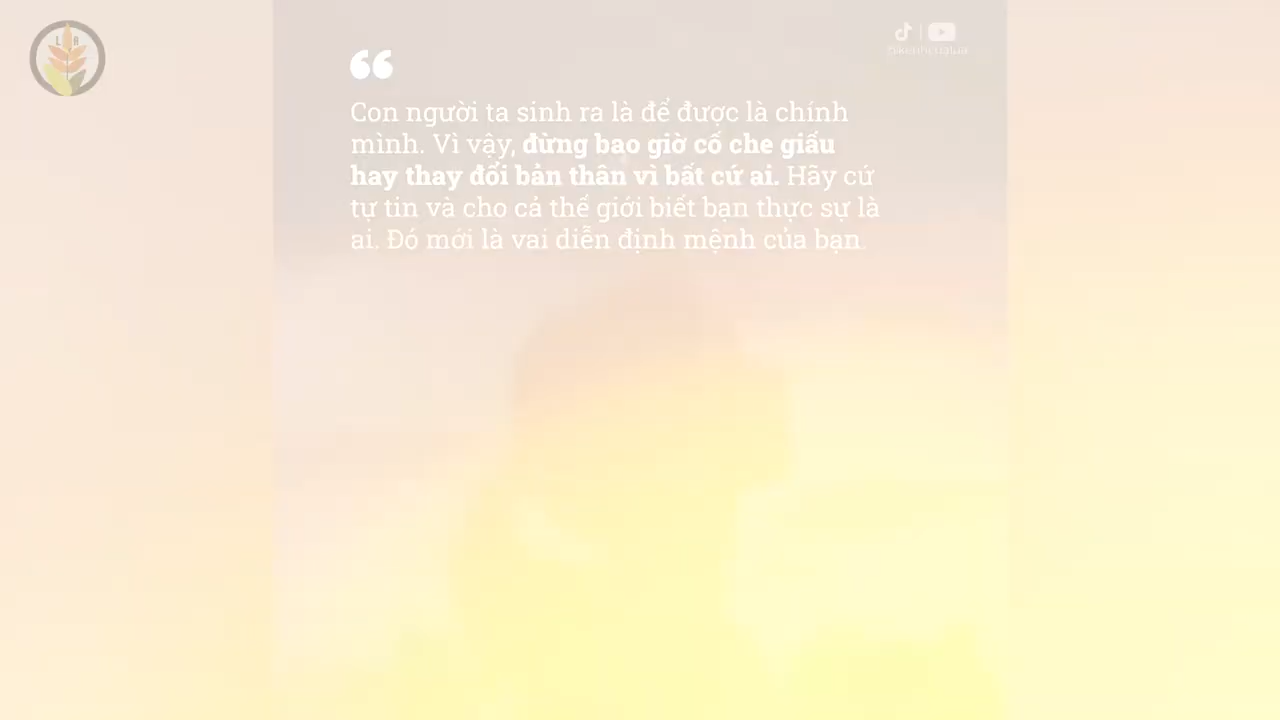 L R
“
Con người ta sinh ra là để được là chính
mình. Vì vậy, đừng bao giờ cố che giấu
hay thay đổi bản thân vì bất cứ ai. Hãy cứ
tự tin và cho cả thế giới biết bạn thực sự là
ai. Đó mới là vai diễn định mệnh của bạn.